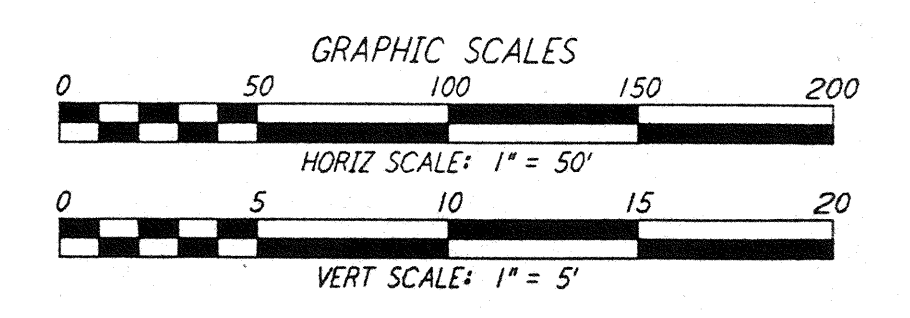 GRAPHIC SCALES
0 50 100 150 200
HORIZ SCALE: 1" = 50'
0 5 10 15 20
VERT SCALE: 1" = 5'